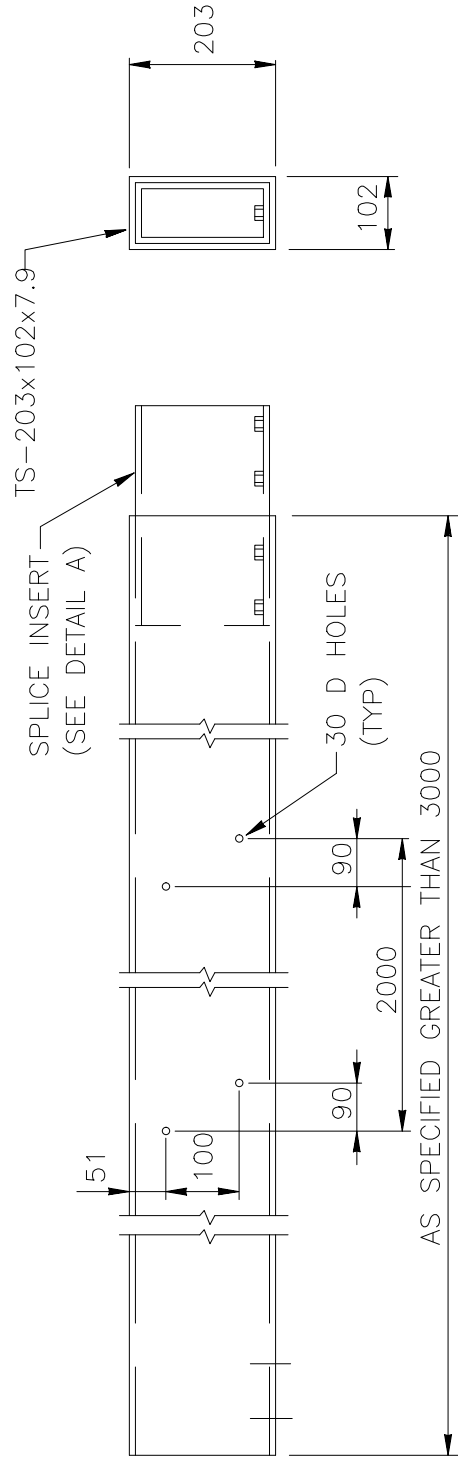 TS-203x102x7.9
203
102
SPLICE INSERT
(SEE DETAIL A)
30 D HOLES
(TYP)
51
100
90
90
2000
AS SPECIFIED GREATER THAN 3000